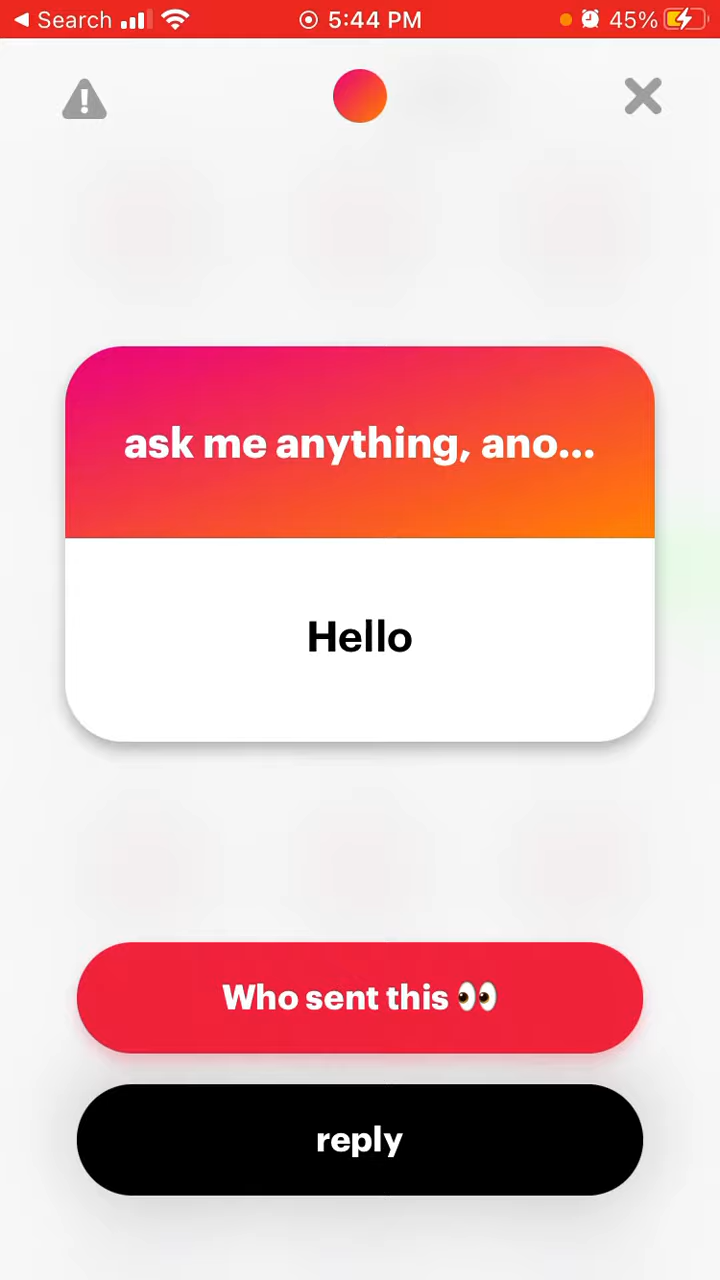 Search
5:44 PM
45%
ask me anything, ano...
Hello
Who sent this 👀
reply